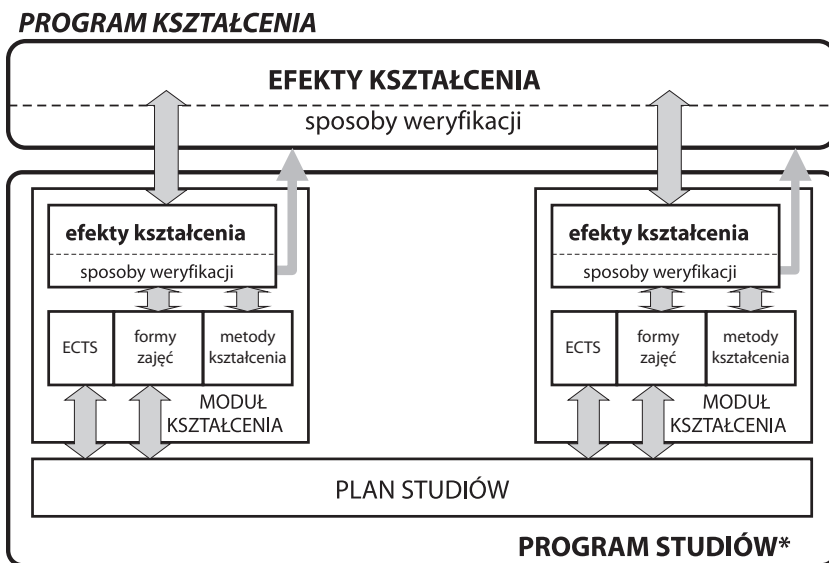 PROGRAM KSZTAŁCENIA
EFEKTY KSZTAŁCENIA
sposoby weryfikacji
efekty kształcenia
sposoby weryfikacji
ECTS
formy
zajęć
metody
kształcenia
MODUŁ
KSZTAŁCENIA
efekty kształcenia
sposoby weryfikacji
ECTS
formy
zajęć
metody
kształcenia
MODUŁ
KSZTAŁCENIA
PLAN STUDIÓW
PROGRAM STUDIÓW*